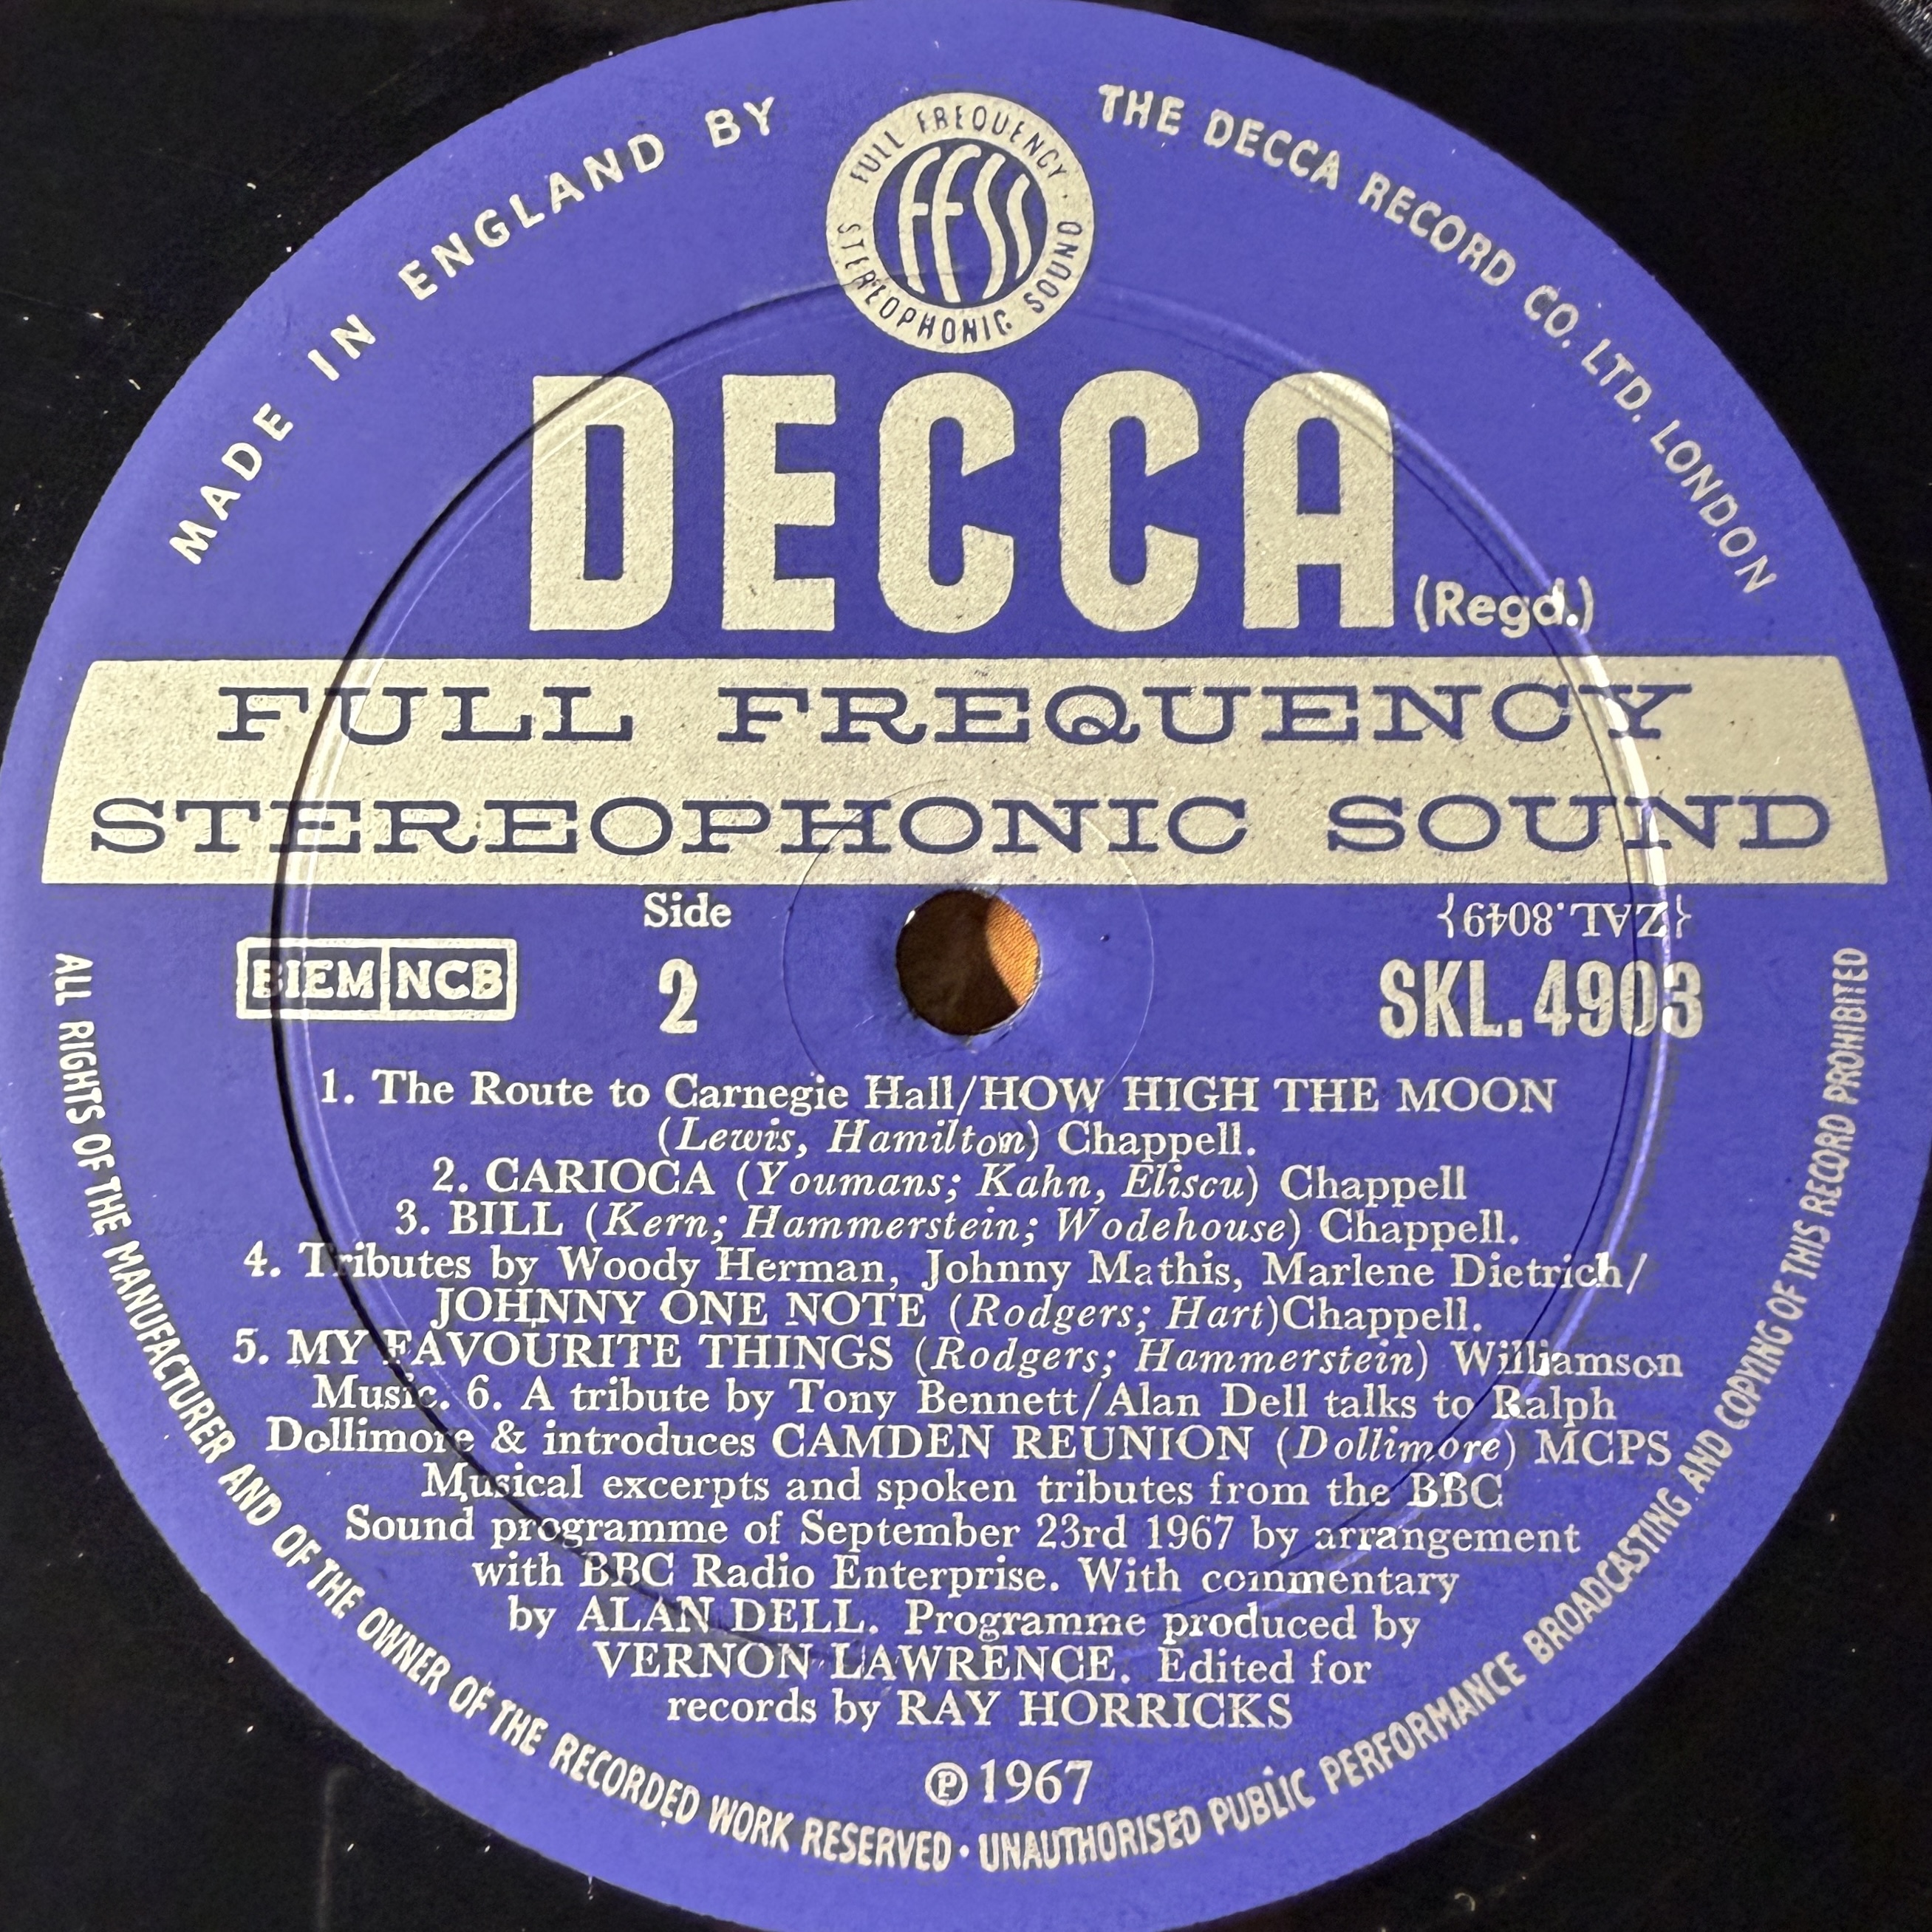 MADE IN ENGLAND BY
THE DECCA RECORD CO. LTD. LONDON
FULL FREQUENCY · STEREOPHONIC SOUND
FFSS
DECCA
(Regd.)
FULL FREQUENCY
STEREOPHONIC SOUND
Side
{ZAL.8049}
BIEM NCB
2
SKL.4903
1. The Route to Carnegie Hall/HOW HIGH THE MOON
(Lewis, Hamilton) Chappell.
2. CARIOCA (Youmans; Kahn, Eliscu) Chappell
3. BILL (Kern; Hammerstein; Wodehouse) Chappell.
4. Tributes by Woody Herman, Johnny Mathis, Marlene Dietrich/
JOHNNY ONE NOTE (Rodgers; Hart)Chappell.
5. MY FAVOURITE THINGS (Rodgers; Hammerstein) Williamson
Music. 6. A tribute by Tony Bennett/Alan Dell talks to Ralph
Dollimore & introduces CAMDEN REUNION (Dollimore) MCPS
Musical excerpts and spoken tributes from the BBC
Sound programme of September 23rd 1967 by arrangement
with BBC Radio Enterprise. With commentary
by ALAN DELL. Programme produced by
VERNON LAWRENCE. Edited for
records by RAY HORRICKS
℗1967
ALL RIGHTS OF THE MANUFACTURER AND OF THE OWNER OF THE RECORDED WORK RESERVED · UNAUTHORISED PUBLIC PERFORMANCE BROADCASTING AND COPYING OF THIS RECORD PROHIBITED